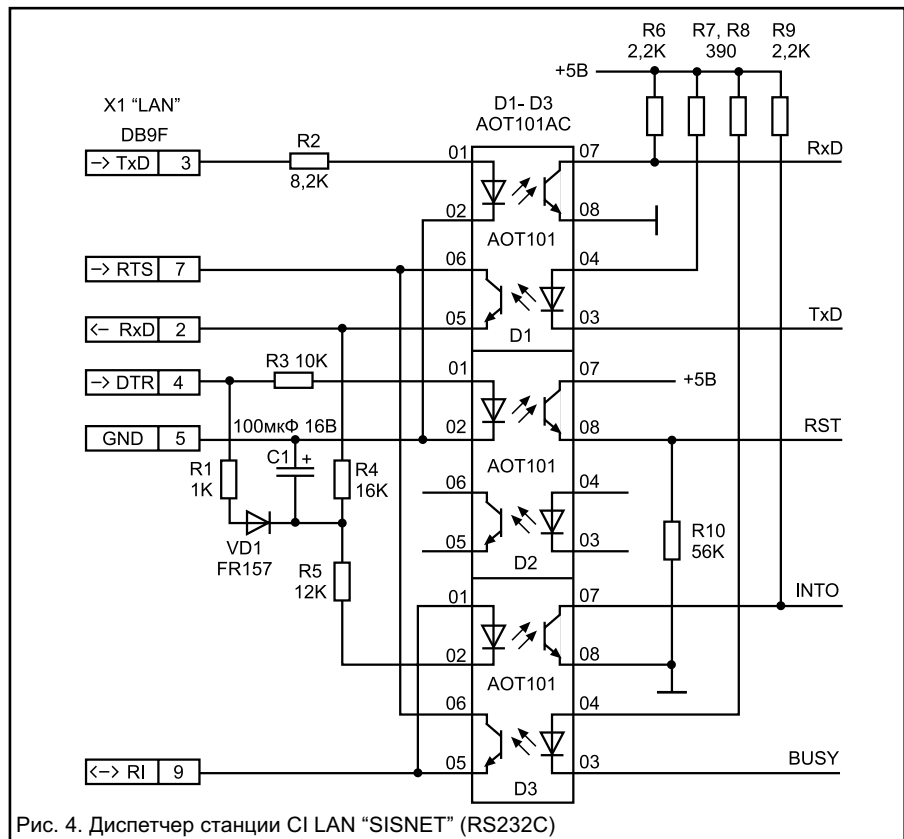 R6 R7, R8 R9
2,2K 390 2,2K
+5В
X1 “LAN”
DB9F
D1- D3
АОТ101АС
–> TxD 3
R2
8,2K
01 07 RxD
02 08
АОТ101
–> RTS 7
06 04
<– RxD 2
05 03 TxD
D1
–> DTR 4
R3 10K
01 07 +5В
GND 5
100мкФ 16В
02 08 RST
C1 +
R1
1K
R4
16K
АОТ101
06 04
VD1
FR157
05 03
D2
R10
56K
R5
12K
01 07 INTO
02 08
АОТ101
06 04
<–> RI 9
05 03 BUSY
D3
Рис. 4. Диспетчер станции CI LAN “SISNET” (RS232C)